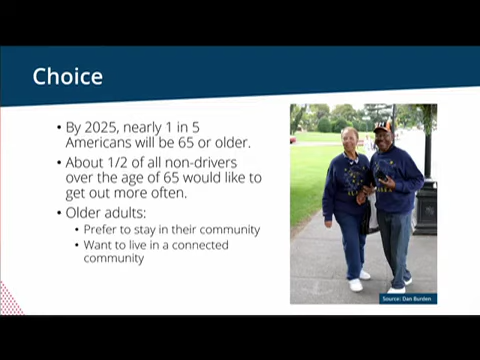 Choice
• By 2025, nearly 1 in 5
Americans will be 65 or older.
• About 1/2 of all non-drivers
over the age of 65 would like to
get out more often.
• Older adults:
• Prefer to stay in their community
• Want to live in a connected
community
Source: Dan Burden